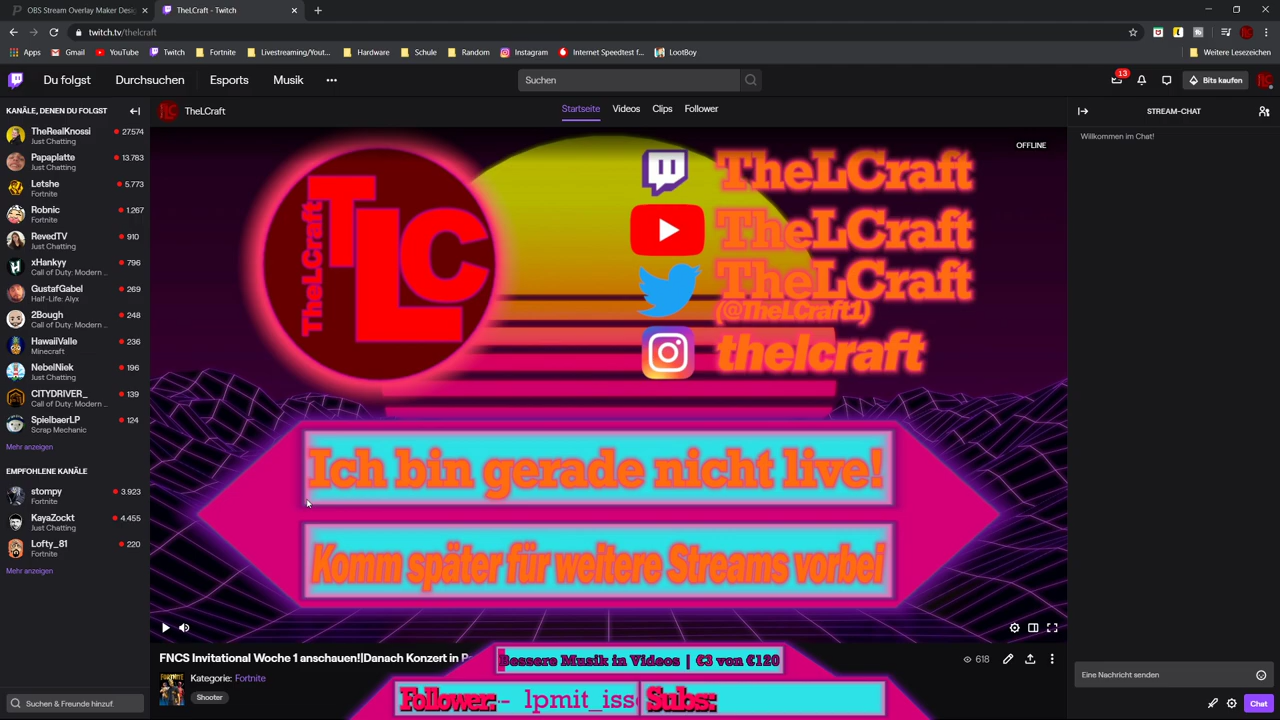 OBS Stream Overlay Maker Desig
TheLCraft - Twitch
twitch.tv/thelcraft
Apps
Gmail
YouTube
Twitch
Fortnite
Livestreaming/Yout...
Hardware
Schule
Random
Instagram
Internet Speedtest f...
LootBoy
Weitere Lesezeichen
Du folgst
Durchsuchen
Esports
Musik
Suchen
13
Bits kaufen
KANÄLE, DENEN DU FOLGST
TheRealKnossi
27.574
Just Chatting
Papaplatte
13.783
Just Chatting
Letshe
5.773
Fortnite
Robnic
1.267
Fortnite
RevedTV
910
Just Chatting
xHankyy
796
Call of Duty: Modern ...
GustafGabel
269
Half-Life: Alyx
2Bough
248
Call of Duty: Modern ...
HawaiiValle
236
Minecraft
NebelNiek
196
Just Chatting
CITYDRIVER_
139
Call of Duty: Modern ...
SpielbaerLP
124
Scrap Mechanic
Mehr anzeigen
EMPFOHLENE KANÄLE
stompy
3.923
Fortnite
KayaZockt
4.455
Just Chatting
Lofty_81
220
Fortnite
Mehr anzeigen
Suchen & Freunde hinzuf.
TheLCraft
Startseite
Videos
Clips
Follower
OFFLINE
TLC
TheLCraft
TheLCraft
TheLCraft
TheLCraft
(@TheLCraft1)
thelcraft
Ich bin gerade nicht live!
Komm später für weitere Streams vorbei
FNCS Invitational Woche 1 anschauen!|Danach Konzert in P
618
Kategorie: Fortnite
Shooter
Bessere Musik in Videos | €3 von €120
Follower:
- lpmit_iss
Subs:
STREAM-CHAT
Willkommen im Chat!
Eine Nachricht senden
Chat